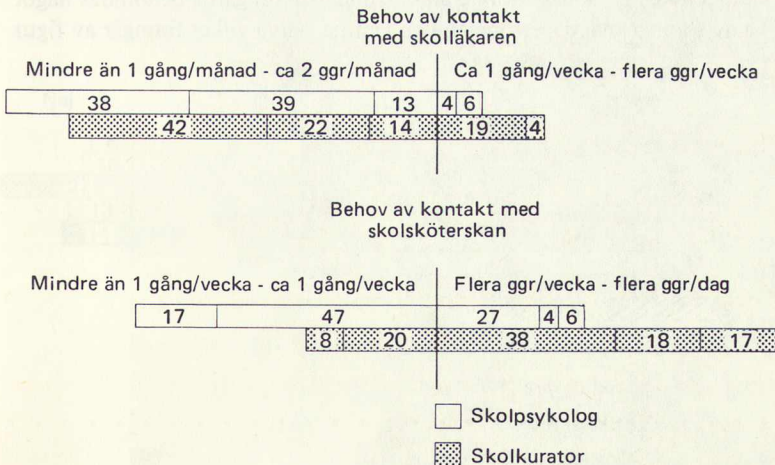 Behov av kontakt
med skolläkaren
Mindre än 1 gång/månad - ca 2 ggr/månad Ca 1 gång/vecka - flera ggr/vecka
38 39 13 4 6
42 22 14 19 4
Behov av kontakt med
skolsköterskan
Mindre än 1 gång/vecka - ca 1 gång/vecka Flera ggr/vecka - flera ggr/dag
17 47 27 4 6
8 20 38 18 17
Skolpsykolog
Skolkurator